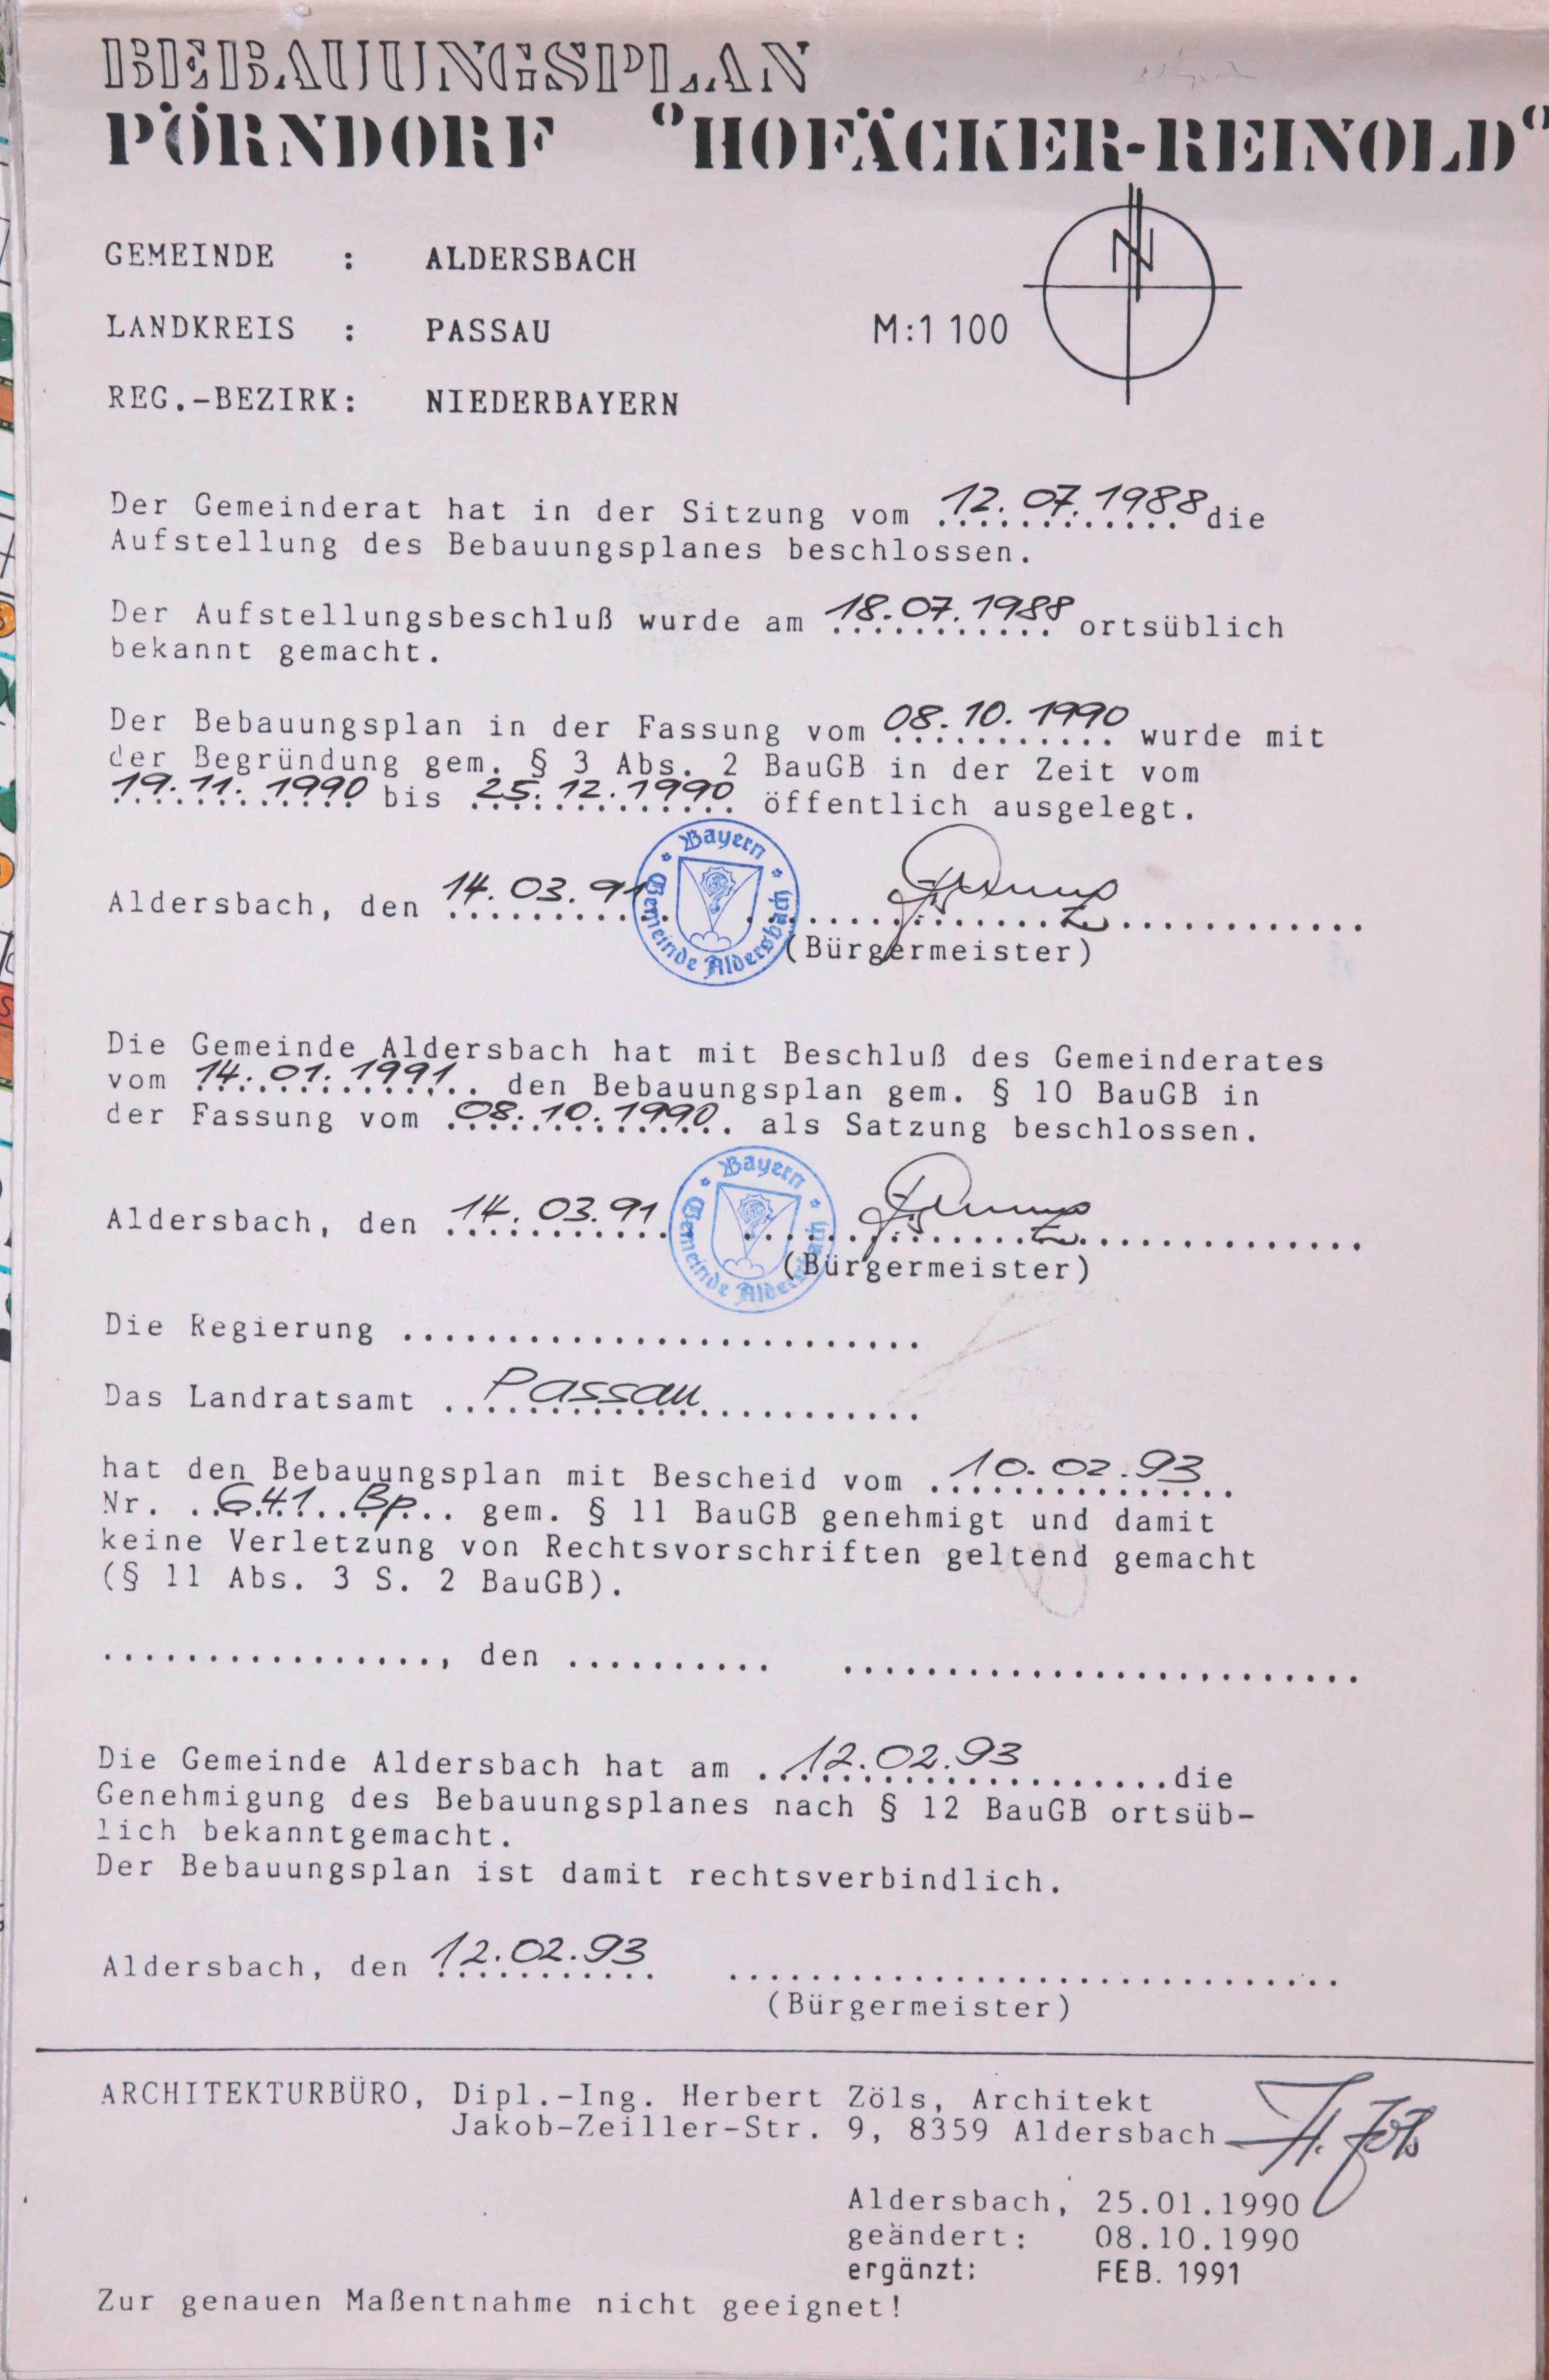 BEBAUUNGSPLAN
PÖRNDORF "HOFÄCKER-REINOLD"
N
GEMEINDE : ALDERSBACH
LANDKREIS : PASSAU M:1 100
REG.-BEZIRK: NIEDERBAYERN
Der Gemeinderat hat in der Sitzung vom 12.07.1988 die
Aufstellung des Bebauungsplanes beschlossen.
Der Aufstellungsbeschluß wurde am 18.07.1988 ortsüblich
bekannt gemacht.
Der Bebauungsplan in der Fassung vom 08.10.1990 wurde mit
der Begründung gem. § 3 Abs. 2 BauGB in der Zeit vom
19.11.1990 bis 25.12.1990 öffentlich ausgelegt.
Bayern
Gemeinde Aldersbach
Aldersbach, den 14.03.91
(Bürgermeister)
Die Gemeinde Aldersbach hat mit Beschluß des Gemeinderates
vom 14.01.1991 den Bebauungsplan gem. § 10 BauGB in
der Fassung vom 08.10.1990 als Satzung beschlossen.
Bayern
Gemeinde Aldersbach
Aldersbach, den 14.03.91
(Bürgermeister)
Die Regierung .........................
Das Landratsamt Passau
hat den Bebauungsplan mit Bescheid vom 10.02.93
Nr. 641 Bp gem. § 11 BauGB genehmigt und damit
keine Verletzung von Rechtsvorschriften geltend gemacht
(§ 11 Abs. 3 S. 2 BauGB).
................, den .......... .........................
Die Gemeinde Aldersbach hat am 12.02.93 die
Genehmigung des Bebauungsplanes nach § 12 BauGB ortsüb-
lich bekanntgemacht.
Der Bebauungsplan ist damit rechtsverbindlich.
Aldersbach, den 12.02.93 .............................
(Bürgermeister)
ARCHITEKTURBÜRO, Dipl.-Ing. Herbert Zöls, Architekt
Jakob-Zeiller-Str. 9, 8359 Aldersbach H. Zöls
Aldersbach, 25.01.1990
geändert: 08.10.1990
ergänzt: FEB. 1991
Zur genauen Maßentnahme nicht geeignet!